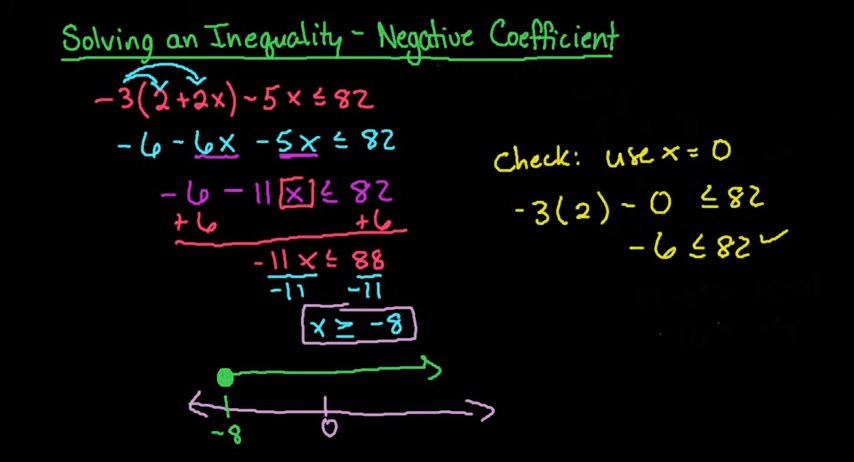 Solving an Inequality - Negative Coefficient
-3(2+2x)-5x ≤ 82
-6 - 6x - 5x ≤ 82
-6 - 11x ≤ 82
+6 +6
-11x ≤ 88
-11 -11
x ≥ -8
-8 0
Check: use x = 0
-3(2) - 0 ≤ 82
-6 ≤ 82 ✓